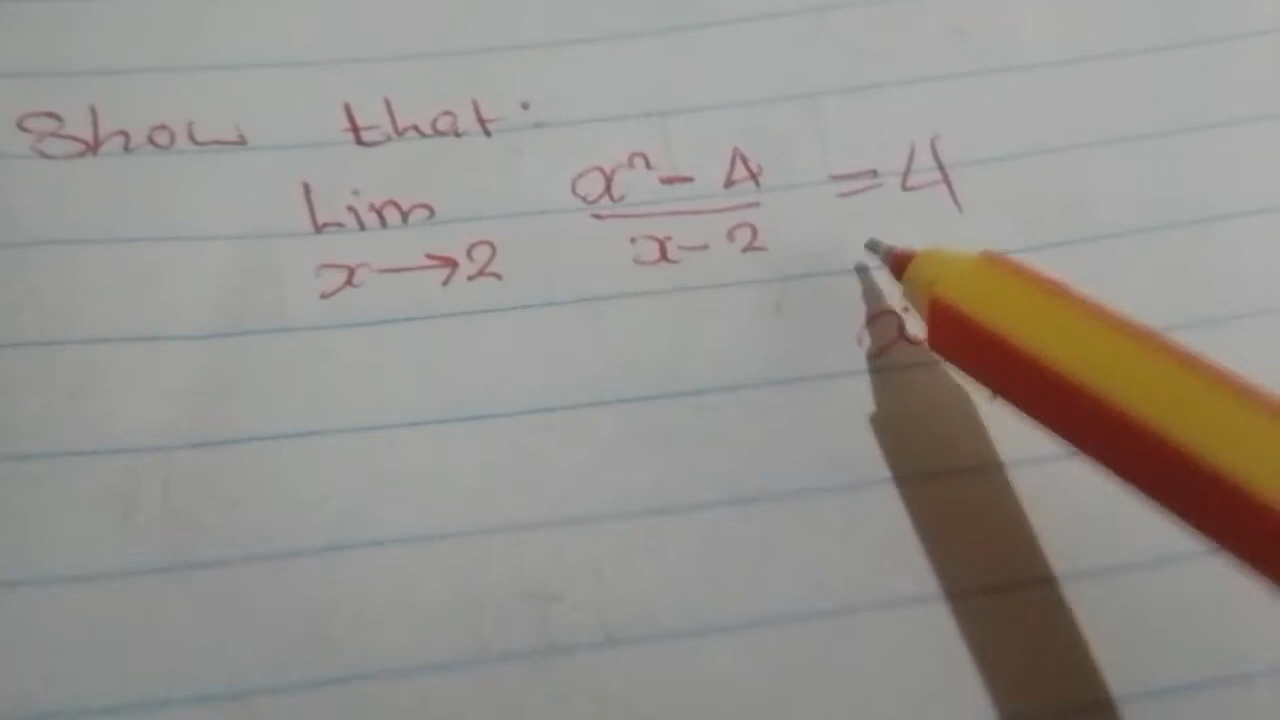 Show that:
Lim x² - 4 = 4
x→2 x - 2